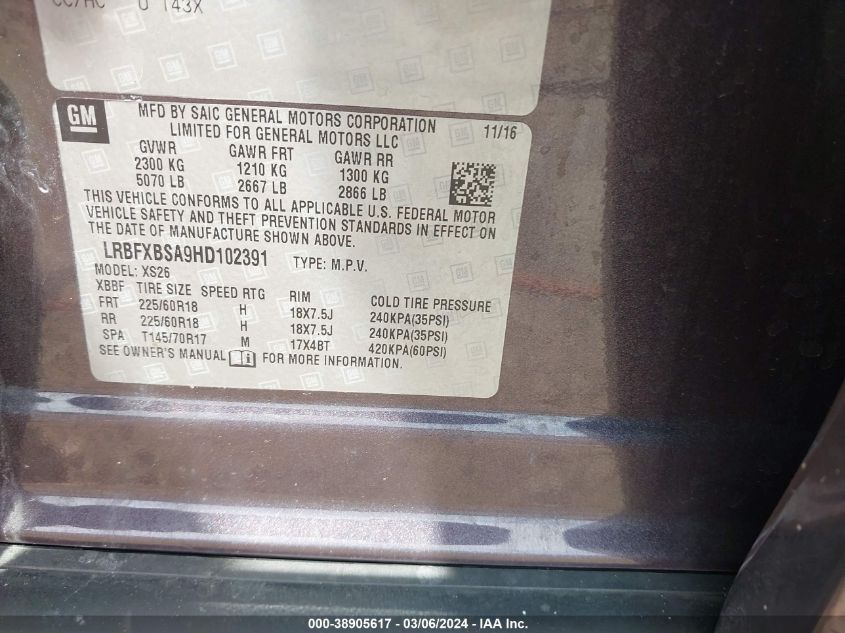 U 143X
GM
MFD BY SAIC GENERAL MOTORS CORPORATION
LIMITED FOR GENERAL MOTORS LLC
11/16
GVWR GAWR FRT GAWR RR
2300 KG 1210 KG 1300 KG
5070 LB 2667 LB 2866 LB
THIS VEHICLE CONFORMS TO ALL APPLICABLE U.S. FEDERAL MOTOR
VEHICLE SAFETY AND THEFT PREVENTION STANDARDS IN EFFECT ON
THE DATE OF MANUFACTURE SHOWN ABOVE.
LRBFXBSA9HD102391 TYPE: M.P.V.
MODEL: XS26
XBBF TIRE SIZE SPEED RTG RIM COLD TIRE PRESSURE
FRT 225/60R18 H 18X7.5J 240KPA(35PSI)
RR 225/60R18 H 18X7.5J 240KPA(35PSI)
SPA T145/70R17 M 17X4BT 420KPA(60PSI)
SEE OWNER'S MANUAL FOR MORE INFORMATION.
000-38905617 - 03/06/2024 - IAA Inc.